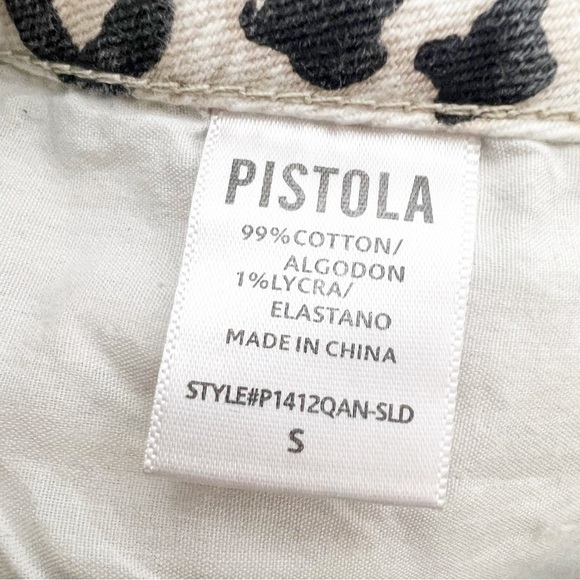 PISTOLA
99%COTTON/
ALGODON
1%LYCRA/
ELASTANO
MADE IN CHINA
STYLE#P1412QAN-SLD
S